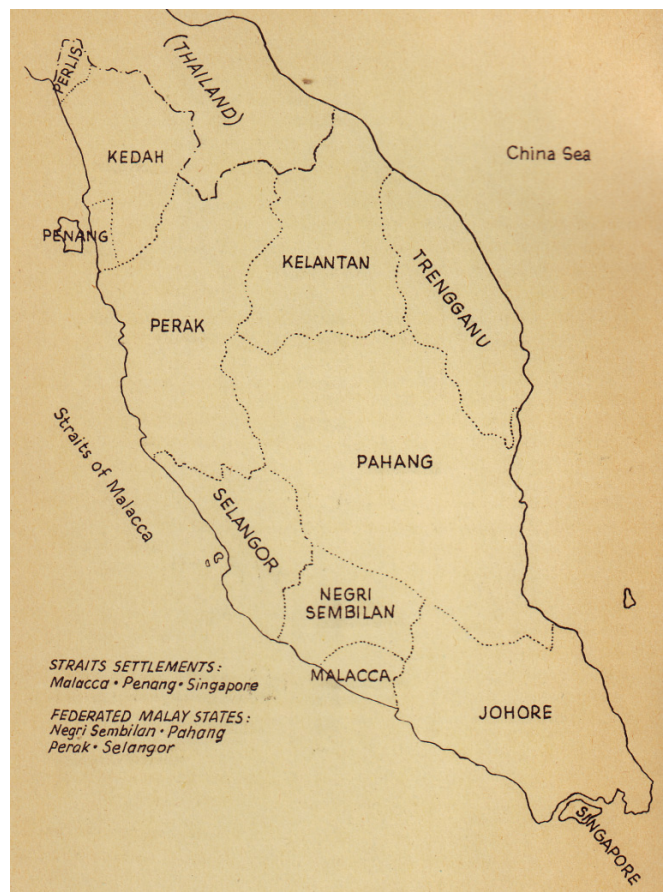 PERLIS
(THAILAND)
KEDAH
China Sea
PENANG
KELANTAN
TRENGGANU
PERAK
Straits of Malacca
PAHANG
SELANGOR
NEGRI
SEMBILAN
STRAITS SETTLEMENTS:
Malacca • Penang • Singapore
MALACCA
FEDERATED MALAY STATES:
Negri Sembilan • Pahang
Perak • Selangor
JOHORE
SINGAPORE